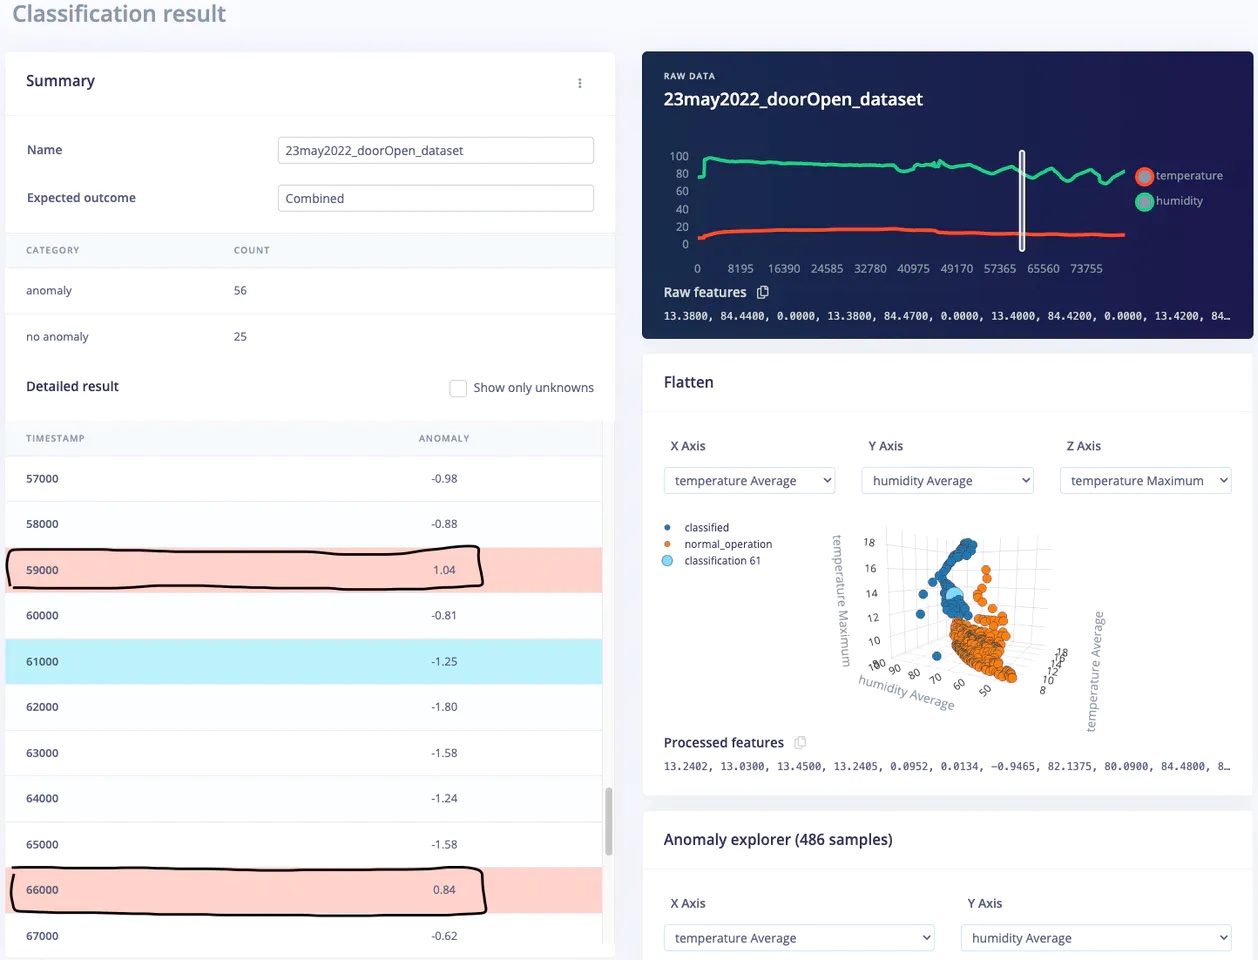 Classification result
Summary
Name
23may2022_doorOpen_dataset
Expected outcome
Combined
CATEGORY COUNT
anomaly 56
no anomaly 25
Detailed result
Show only unknowns
TIMESTAMP ANOMALY
57000 -0.98
58000 -0.88
59000 1.04
60000 -0.81
61000 -1.25
62000 -1.80
63000 -1.58
64000 -1.24
65000 -1.58
66000 0.84
67000 -0.62
RAW DATA
23may2022_doorOpen_dataset
100
80
60
40
20
0
0 8195 16390 24585 32780 40975 49170 57365 65560 73755
temperature
humidity
Raw features
13.3800, 84.4400, 0.0000, 13.3800, 84.4700, 0.0000, 13.4000, 84.4200, 0.0000, 13.4200, 84…
Flatten
X Axis Y Axis Z Axis
temperature Average humidity Average temperature Maximum
classified
normal_operation
classification 61
temperature Maximum
18
16
14
12
10
90
80
70
60
50
humidity Average
18
16
14
12
10
8
temperature Average
Processed features
13.2402, 13.0300, 13.4500, 13.2405, 0.0952, 0.0134, −0.9465, 82.1375, 80.0900, 84.4800, 8…
Anomaly explorer (486 samples)
X Axis Y Axis
temperature Average humidity Average